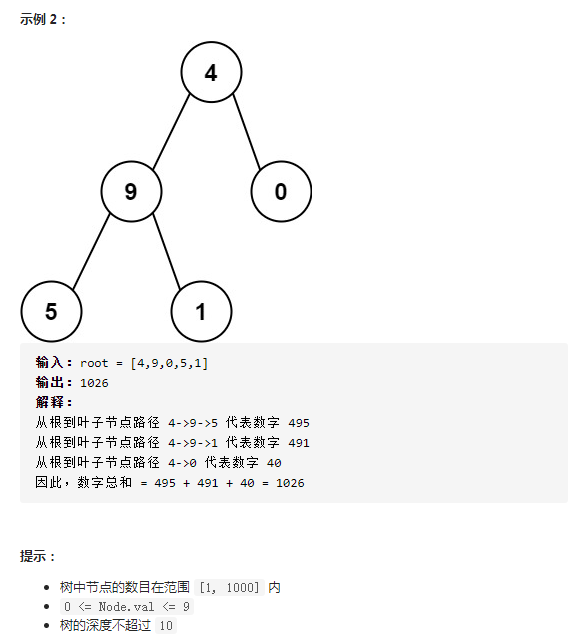 示例 2：
4
9 0
5 1
输入：root = [4,9,0,5,1]
输出：1026
解释：
从根到叶子节点路径 4->9->5 代表数字 495
从根到叶子节点路径 4->9->1 代表数字 491
从根到叶子节点路径 4->0 代表数字 40
因此，数字总和 = 495 + 491 + 40 = 1026
提示：
树中节点的数目在范围 [1, 1000] 内
0 <= Node.val <= 9
树的深度不超过 10